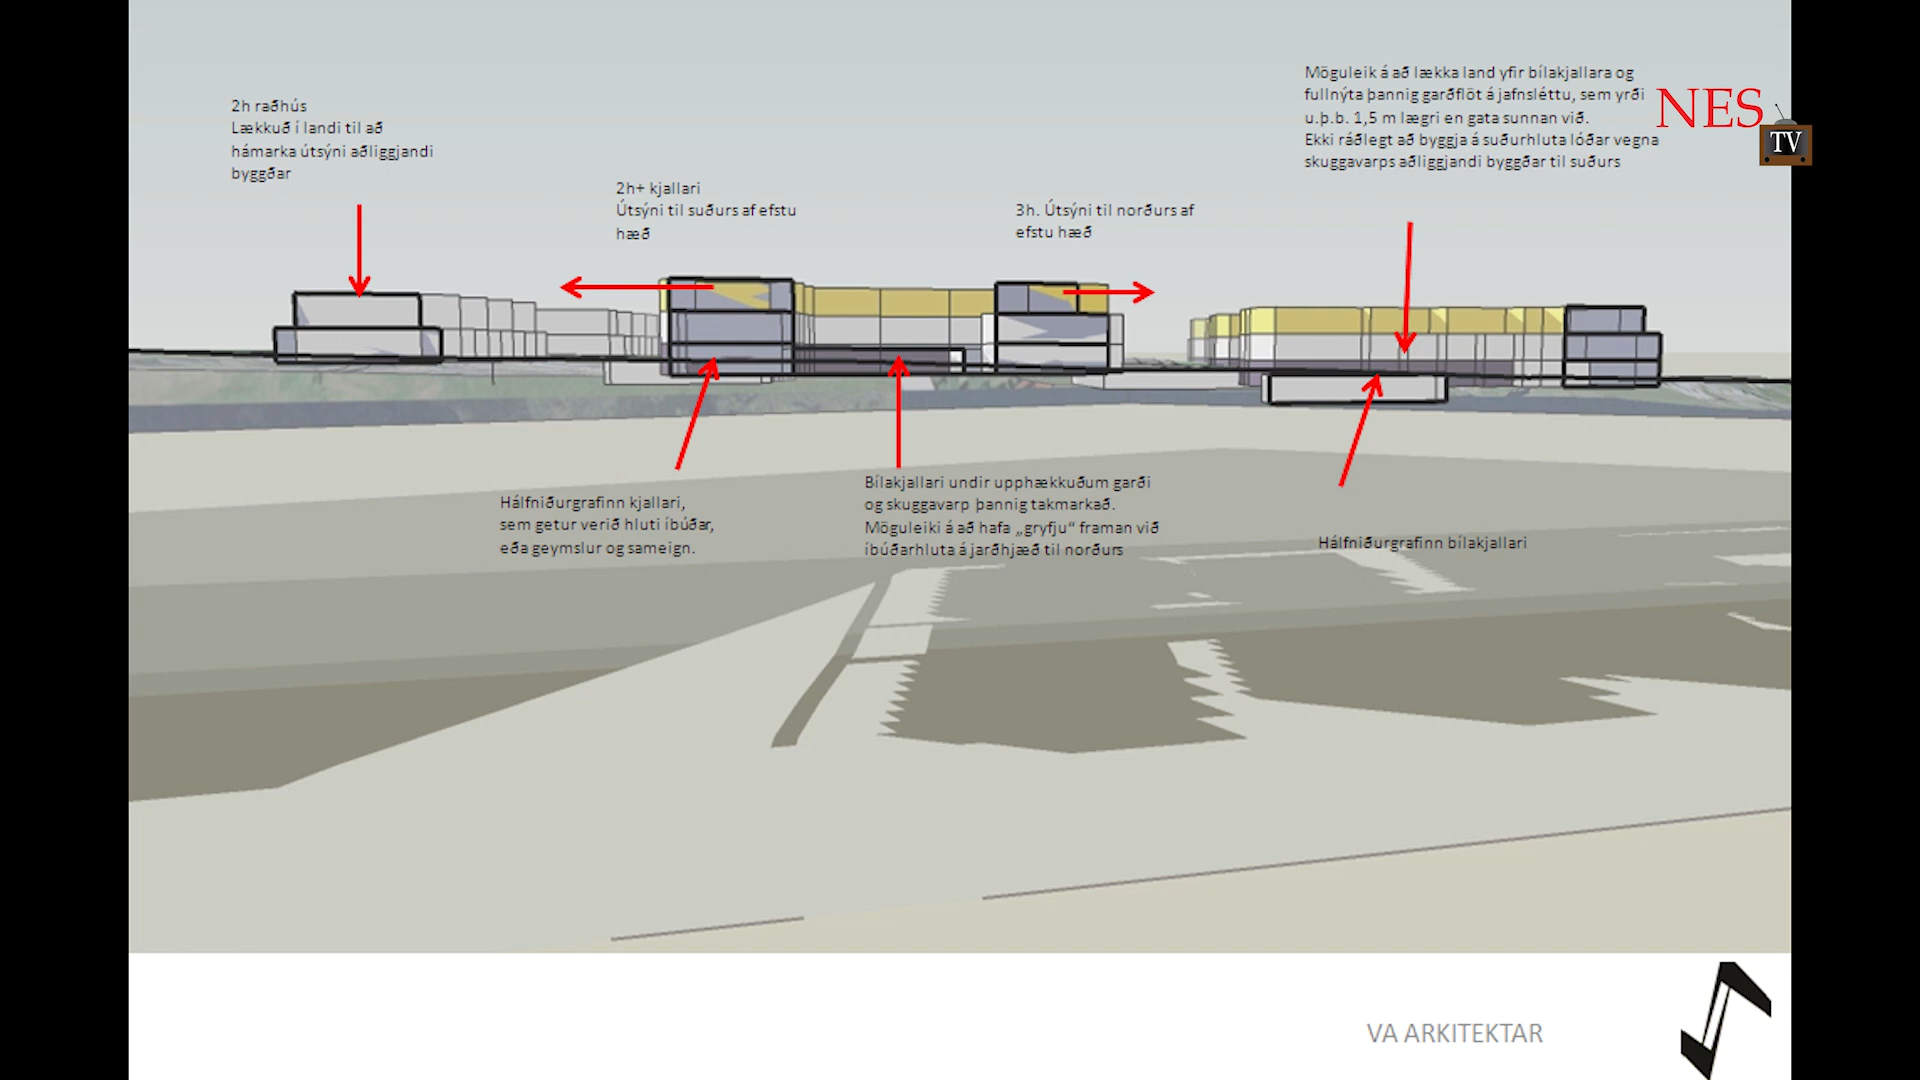 2h raðhús
Lækkuð í landi til að
hámarka útsýni aðliggjandi
byggðar
2h+ kjallari
Útsýni til suðurs af efstu
hæð
3h. Útsýni til norðurs af
efstu hæð
Möguleik á að lækka land yfir bílakjallara og
fullnýta þannig garðflöt á jafnsléttu, sem yrði
u.þ.b. 1,5 m lægri en gata sunnan við.
Ekki ráðlegt að byggja á suðurhluta lóðar vegna
skuggavarps aðliggjandi byggðar til suðurs
NES
TV
Hálfniðurgrafinn kjallari,
sem getur verið hluti íbúðar,
eða geymslur og sameign.
Bílakjallari undir upphækkuðum garði
og skuggavarp þannig takmarkað.
Möguleiki á að hafa „gryfju“ framan við
íbúðarhluta á jarðhjæð til norðurs
Hálfniðurgrafinn bílakjallari
VA ARKITEKTAR